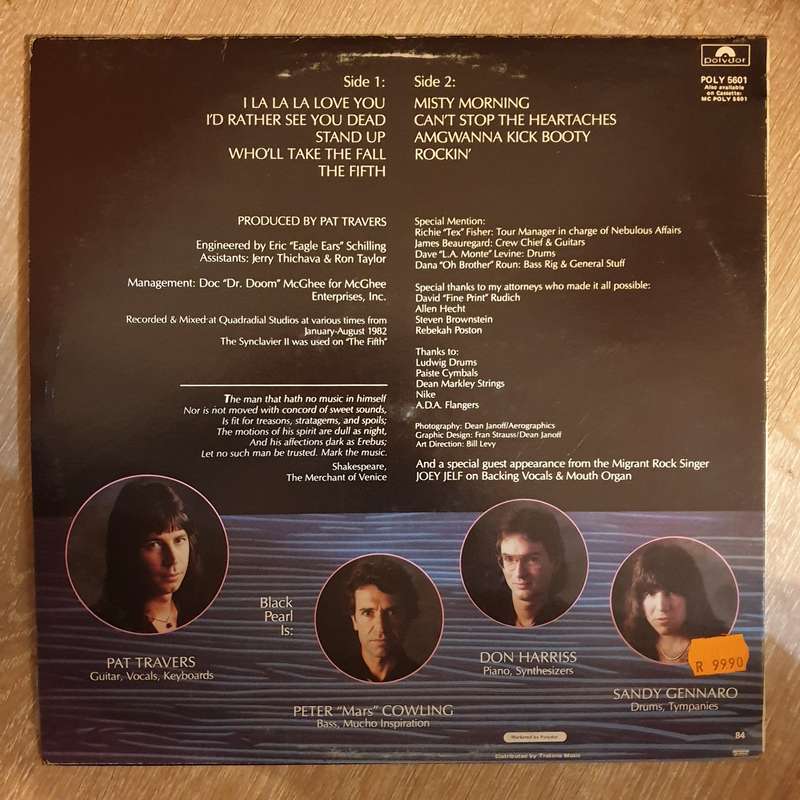 polydor
POLY 5601
Also available
on Cassette:
MC POLY 5601
Side 1:
I LA LA LA LOVE YOU
I'D RATHER SEE YOU DEAD
STAND UP
WHO'LL TAKE THE FALL
THE FIFTH
Side 2:
MISTY MORNING
CAN'T STOP THE HEARTACHES
AMGWANNA KICK BOOTY
ROCKIN'
PRODUCED BY PAT TRAVERS
Engineered by Eric "Eagle Ears" Schilling
Assistants: Jerry Thichava & Ron Taylor
Management: Doc "Dr. Doom" McGhee for McGhee
Enterprises, Inc.
Recorded & Mixed at Quadradial Studios at various times from
January-August 1982
The Synclavier II was used on "The Fifth"
The man that hath no music in himself
Nor is not moved with concord of sweet sounds,
Is fit for treasons, stratagems, and spoils;
The motions of his spirit are dull as night,
And his affections dark as Erebus;
Let no such man be trusted. Mark the music.
Shakespeare,
The Merchant of Venice
Special Mention:
Richie "Tex" Fisher: Tour Manager in charge of Nebulous Affairs
James Beauregard: Crew Chief & Guitars
Dave "L.A. Monte" Levine: Drums
Dana "Oh Brother" Roun: Bass Rig & General Stuff
Special thanks to my attorneys who made it all possible:
David "Fine Print" Rudich
Allen Hecht
Steven Brownstein
Rebekah Poston
Thanks to:
Ludwig Drums
Paiste Cymbals
Dean Markley Strings
Nike
A.D.A. Flangers
Photography: Dean Janoff/Aerographics
Graphic Design: Fran Strauss/Dean Janoff
Art Direction: Bill Levy
And a special guest appearance from the Migrant Rock Singer
JOEY JELF on Backing Vocals & Mouth Organ
PAT TRAVERS
Guitar, Vocals, Keyboards
Black
Pearl
Is:
PETER "Mars" COWLING
Bass, Mucho Inspiration
DON HARRISS
Piano, Synthesizers
R 99.90
SANDY GENNARO
Drums, Tympanies
Marketed by Polydor
84
Distributed by Trutone Music